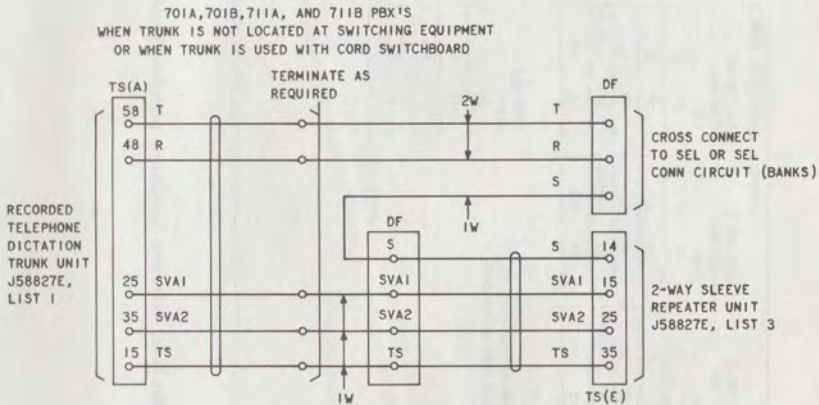 701A,701B,711A, AND 711B PBX'S
WHEN TRUNK IS NOT LOCATED AT SWITCHING EQUIPMENT
OR WHEN TRUNK IS USED WITH CORD SWITCHBOARD
TERMINATE AS
REQUIRED
TS(A)
DF
58 T
2W
T
48 R
R
S
CROSS CONNECT
TO SEL OR SEL
CONN CIRCUIT (BANKS)
1W
RECORDED
TELEPHONE
DICTATION
TRUNK UNIT
J58827E,
LIST 1
DF
S
S 14
25 SVA1
SVA1
SVA1 15
35 SVA2
SVA2
SVA2 25
15 TS
TS
TS 35
2-WAY SLEEVE
REPEATER UNIT
J58827E, LIST 3
1W
TS(E)